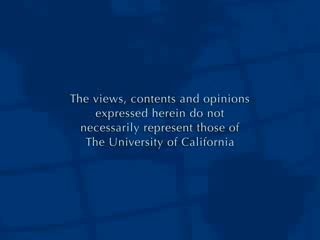 The views, contents and opinions
expressed herein do not
necessarily represent those of
The University of California